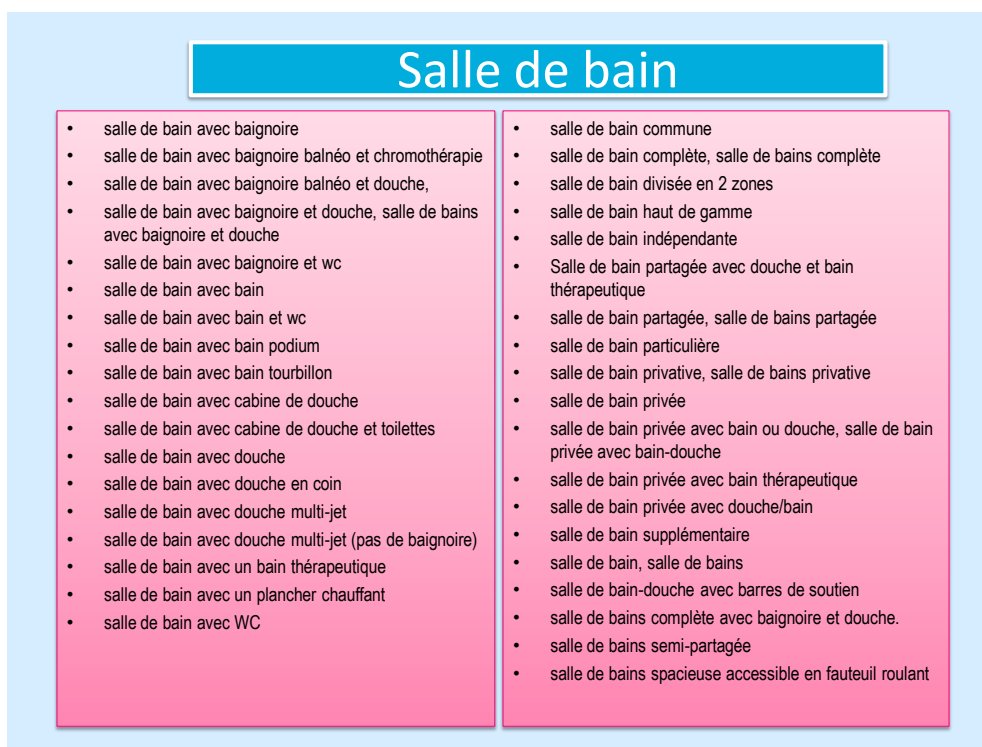 Salle de bain
• salle de bain avec baignoire
• salle de bain avec baignoire balnéo et chromothérapie
• salle de bain avec baignoire balnéo et douche,
• salle de bain avec baignoire et douche, salle de bains
avec baignoire et douche
• salle de bain avec baignoire et wc
• salle de bain avec bain
• salle de bain avec bain et wc
• salle de bain avec bain podium
• salle de bain avec bain tourbillon
• salle de bain avec cabine de douche
• salle de bain avec cabine de douche et toilettes
• salle de bain avec douche
• salle de bain avec douche en coin
• salle de bain avec douche multi-jet
• salle de bain avec douche multi-jet (pas de baignoire)
• salle de bain avec un bain thérapeutique
• salle de bain avec un plancher chauffant
• salle de bain avec WC
• salle de bain commune
• salle de bain complète, salle de bains complète
• salle de bain divisée en 2 zones
• salle de bain haut de gamme
• salle de bain indépendante
• Salle de bain partagée avec douche et bain
thérapeutique
• salle de bain partagée, salle de bains partagée
• salle de bain particulière
• salle de bain privative, salle de bains privative
• salle de bain privée
• salle de bain privée avec bain ou douche, salle de bain
privée avec bain-douche
• salle de bain privée avec bain thérapeutique
• salle de bain privée avec douche/bain
• salle de bain supplémentaire
• salle de bain, salle de bains
• salle de bain-douche avec barres de soutien
• salle de bains complète avec baignoire et douche.
• salle de bains semi-partagée
• salle de bains spacieuse accessible en fauteuil roulant